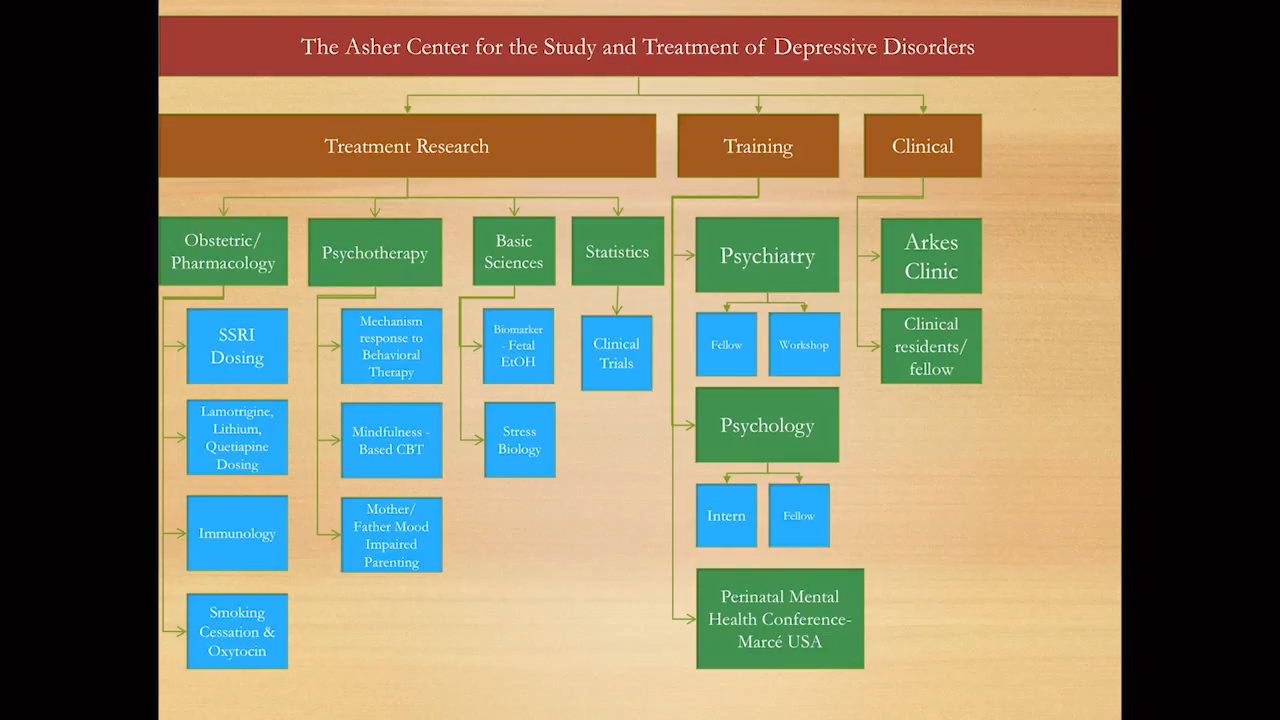 The Asher Center for the Study and Treatment of Depressive Disorders
Treatment Research
Training
Clinical
Obstetric/
Pharmacology
Psychotherapy
Basic
Sciences
Statistics
Psychiatry
Arkes
Clinic
SSRI
Dosing
Mechanism
response to
Behavioral
Therapy
Biomarker
- Fetal
EtOH
Clinical
Trials
Fellow
Workshop
Clinical
residents/
fellow
Lamotrigine,
Lithium,
Quetiapine
Dosing
Mindfulness -
Based CBT
Stress
Biology
Psychology
Immunology
Mother/
Father Mood
Impaired
Parenting
Intern
Fellow
Smoking
Cessation &
Oxytocin
Perinatal Mental
Health Conference-
Marcé USA